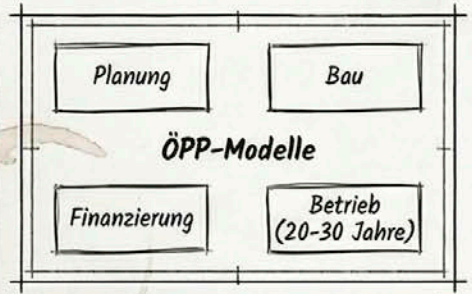 Planung
Bau
ÖPP-Modelle
Finanzierung
Betrieb
(20-30 Jahre)